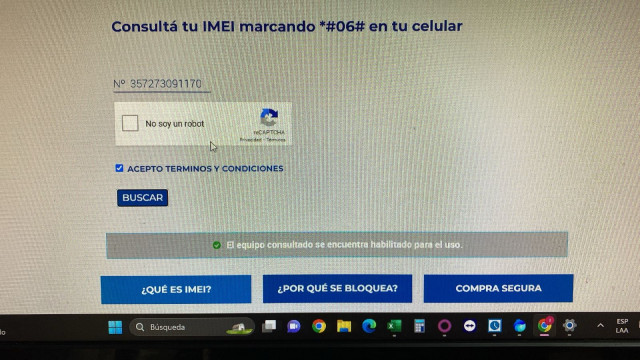 Consultá tu IMEI marcando *#06# en tu celular
Nº 357273091170
No soy un robot
reCAPTCHA
Privacidad - Términos
ACEPTO TERMINOS Y CONDICIONES
BUSCAR
El equipo consultado se encuentra habilitado para el uso.
¿QUÉ ES IMEI?
¿POR QUÉ SE BLOQUEA?
COMPRA SEGURA
Búsqueda
ESP
LAA